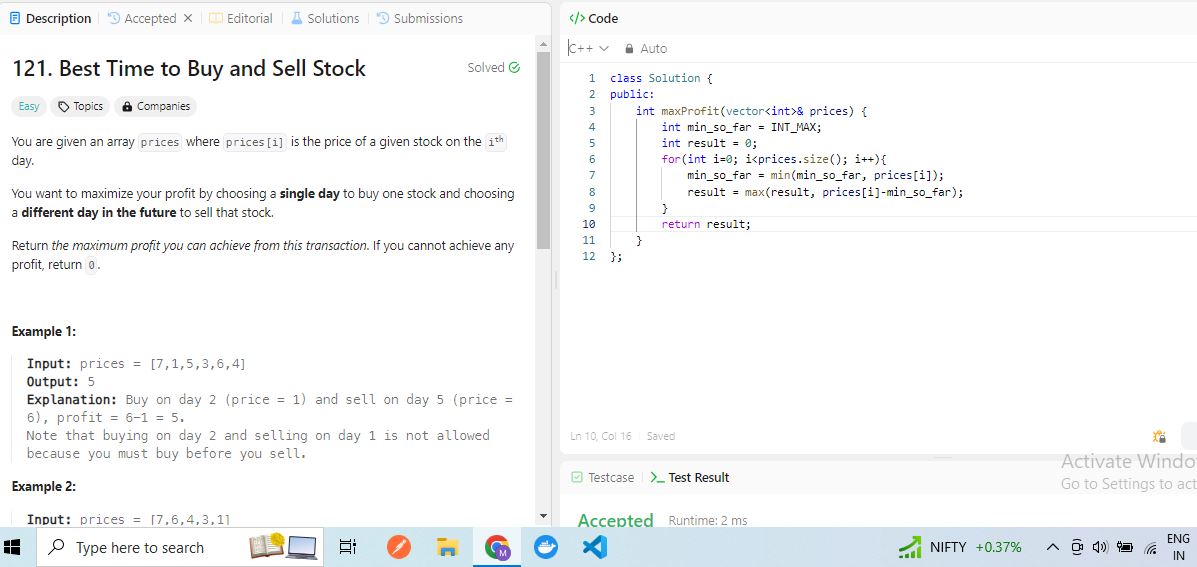 Description
Accepted
Editorial
Solutions
Submissions
121. Best Time to Buy and Sell Stock
Solved
Easy
Topics
Companies
You are given an array prices where prices[i] is the price of a given stock on the ith
day.
You want to maximize your profit by choosing a single day to buy one stock and choosing
a different day in the future to sell that stock.
Return the maximum profit you can achieve from this transaction. If you cannot achieve any
profit, return 0.
Example 1:
Input: prices = [7,1,5,3,6,4]
Output: 5
Explanation: Buy on day 2 (price = 1) and sell on day 5 (price =
6), profit = 6-1 = 5.
Note that buying on day 2 and selling on day 1 is not allowed
because you must buy before you sell.
Example 2:
Input: prices = [7,6,4,3,1]
</> Code
C++
Auto
1 class Solution {
2 public:
3 int maxProfit(vector<int>& prices) {
4 int min_so_far = INT_MAX;
5 int result = 0;
6 for(int i=0; i<prices.size(); i++){
7 min_so_far = min(min_so_far, prices[i]);
8 result = max(result, prices[i]-min_so_far);
9 }
10 return result;
11 }
12 };
Ln 10, Col 16
Saved
Activate Windo
Go to Settings to act
Testcase
>_ Test Result
Accepted
Runtime: 2 ms
Type here to search
M
NIFTY +0.37%
ENG
IN